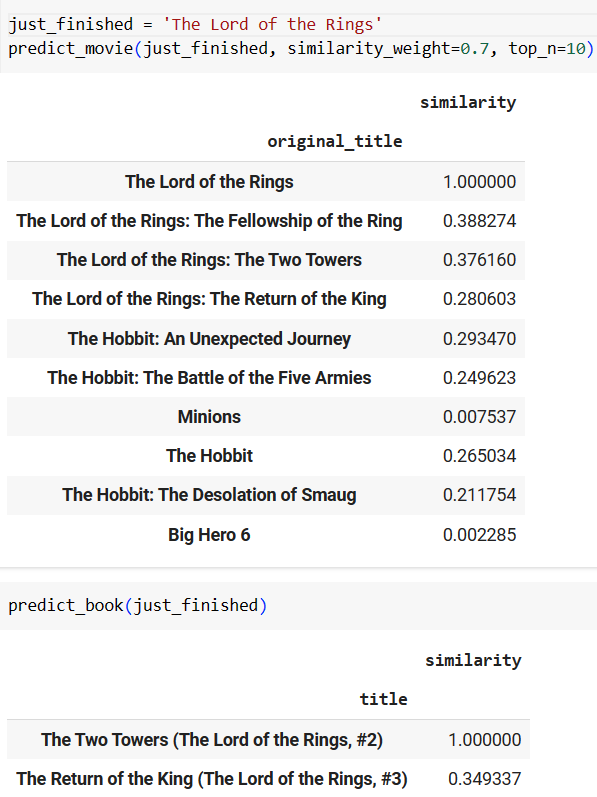 just_finished = 'The Lord of the Rings'
predict_movie(just_finished, similarity_weight=0.7, top_n=10)
similarity
original_title
The Lord of the Rings 1.000000
The Lord of the Rings: The Fellowship of the Ring 0.388274
The Lord of the Rings: The Two Towers 0.376160
The Lord of the Rings: The Return of the King 0.280603
The Hobbit: An Unexpected Journey 0.293470
The Hobbit: The Battle of the Five Armies 0.249623
Minions 0.007537
The Hobbit 0.265034
The Hobbit: The Desolation of Smaug 0.211754
Big Hero 6 0.002285
predict_book(just_finished)
similarity
title
The Two Towers (The Lord of the Rings, #2) 1.000000
The Return of the King (The Lord of the Rings, #3) 0.349337